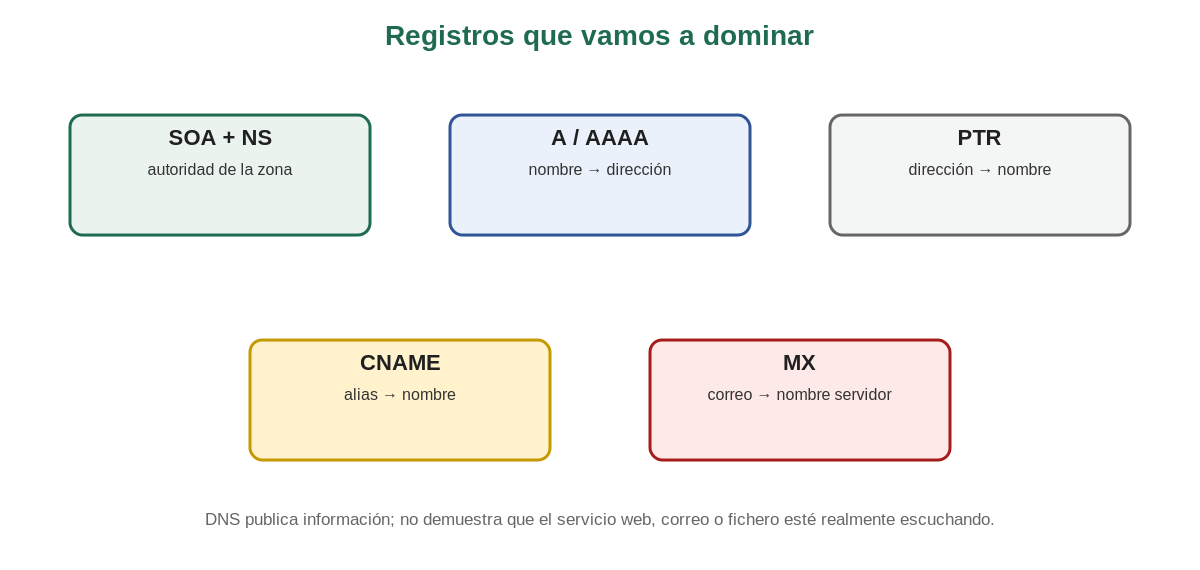 Registros que vamos a dominar
SOA + NS
autoridad de la zona
A / AAAA
nombre → dirección
PTR
dirección → nombre
CNAME
alias → nombre
MX
correo → nombre servidor
DNS publica información; no demuestra que el servicio web, correo o fichero esté realmente escuchando.